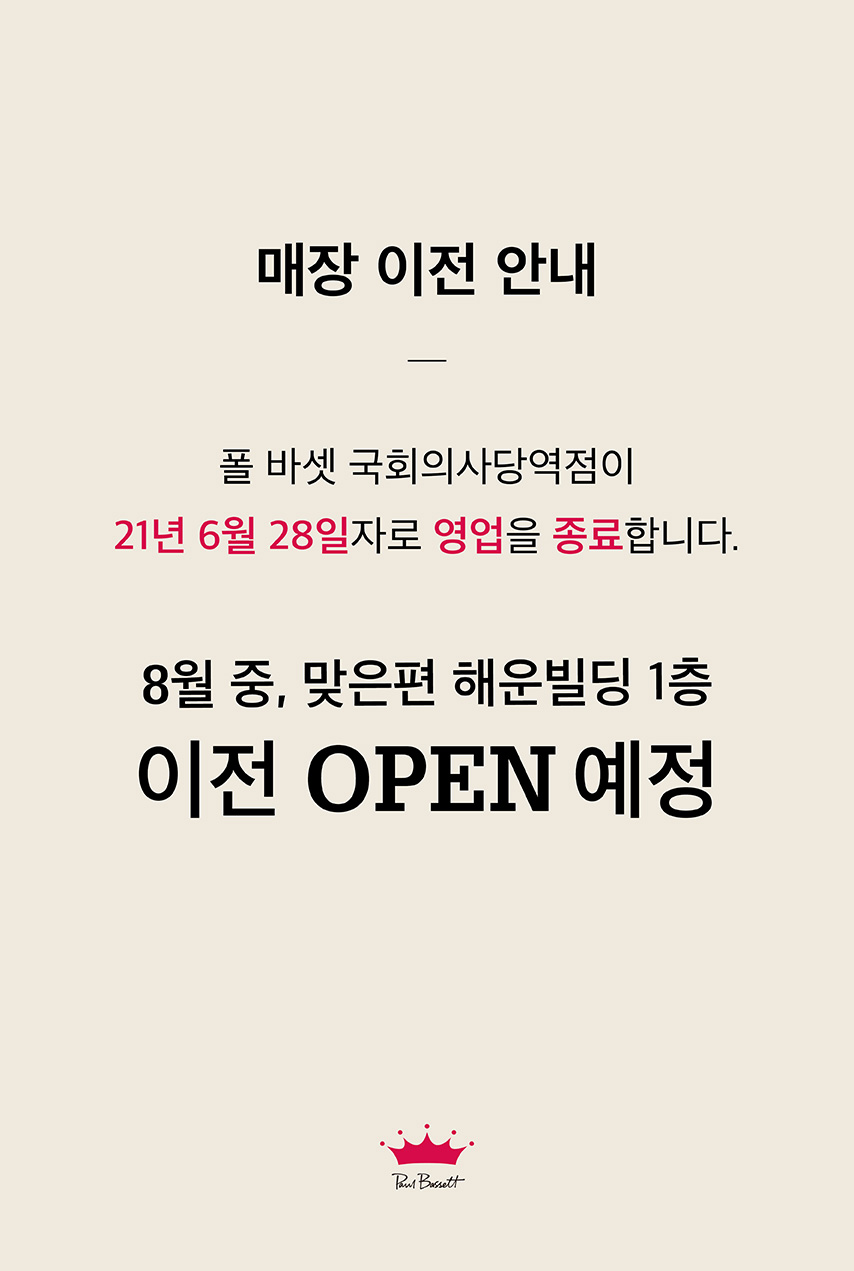 매장 이전 안내
폴 바셋 국회의사당역점이
21년 6월 28일자로 영업을 종료합니다.
8월 중, 맞은편 해운빌딩 1층
이전 OPEN 예정
Paul Bassett